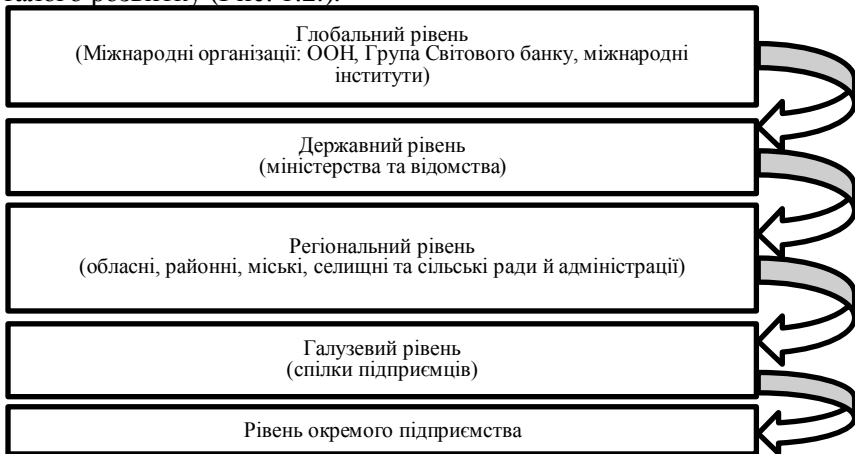 Глобальний рівень
(Міжнародні організації: ООН, Група Світового банку, міжнародні
інститути)
Державний рівень
(міністерства та відомства)
Регіональний рівень
(обласні, районні, міські, селищні та сільські ради й адміністрації)
Галузевий рівень
(спілки підприємців)
Рівень окремого підприємства